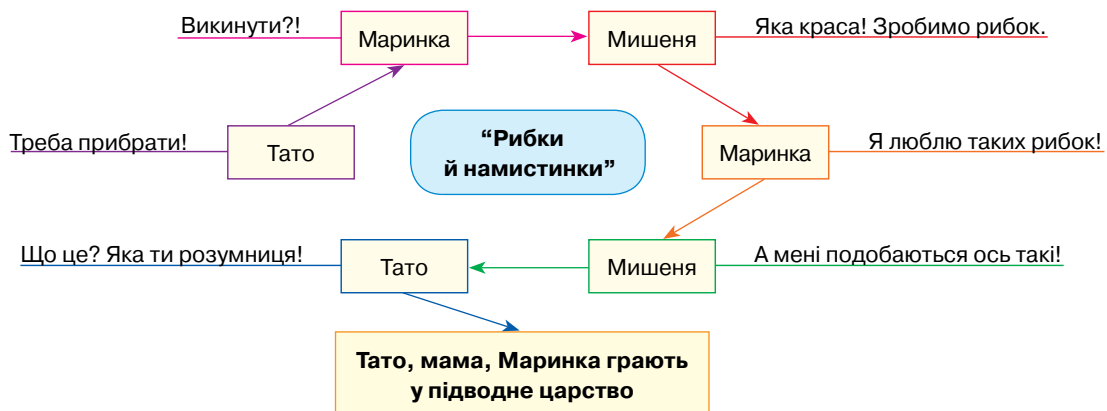 Викинути?!
Маринка
Мишеня
Яка краса! Зробимо рибок.
Треба прибрати!
Тато
“Рибки
й намистинки”
Маринка
Я люблю таких рибок!
Що це? Яка ти розумниця!
Тато
Мишеня
А мені подобаються ось такі!
Тато, мама, Маринка грають
у підводне царство